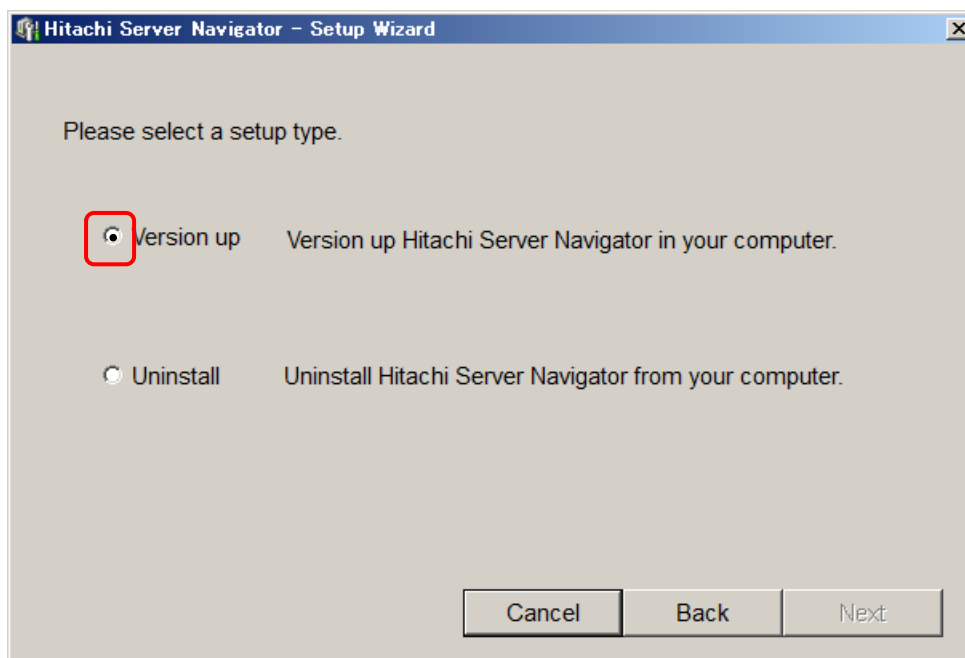 Hitachi Server Navigator - Setup Wizard
Please select a setup type.
Version up Version up Hitachi Server Navigator in your computer.
Uninstall Uninstall Hitachi Server Navigator from your computer.
Cancel Back Next